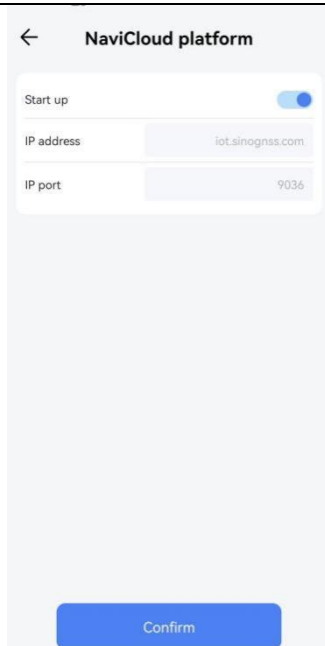 NaviCloud platform
Start up
IP address iot.sinognss.com
IP port 9036
Confirm